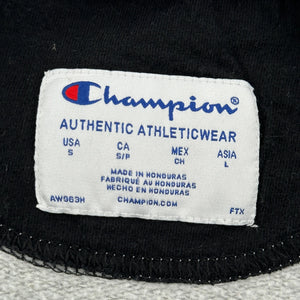 Champion
AUTHENTIC ATHLETICWEAR
USA CA MEX ASIA
S S/P CH L
MADE IN HONDURAS
FABRIQUÉ AU HONDURAS
HECHO EN HONDURAS
AW963H CHAMPION.COM FTX